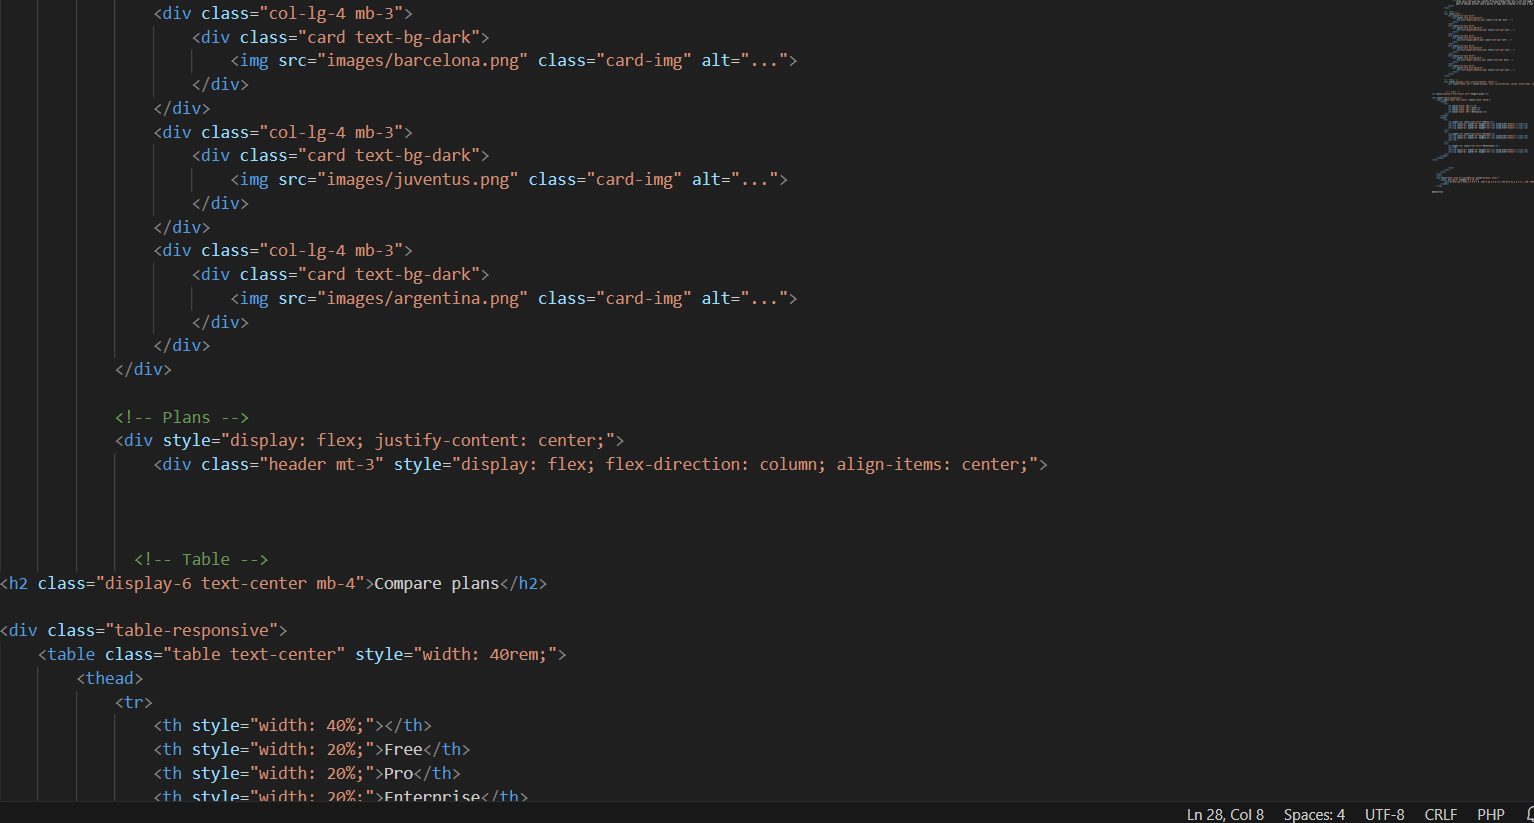 <div class="col-lg-4 mb-3">
<div class="card text-bg-dark">
<img src="images/barcelona.png" class="card-img" alt="...">
</div>
</div>
<div class="col-lg-4 mb-3">
<div class="card text-bg-dark">
<img src="images/juventus.png" class="card-img" alt="...">
</div>
</div>
<div class="col-lg-4 mb-3">
<div class="card text-bg-dark">
<img src="images/argentina.png" class="card-img" alt="...">
</div>
</div>
</div>
<!-- Plans -->
<div style="display: flex; justify-content: center;">
<div class="header mt-3" style="display: flex; flex-direction: column; align-items: center;">
<!-- Table -->
<h2 class="display-6 text-center mb-4">Compare plans</h2>
<div class="table-responsive">
<table class="table text-center" style="width: 40rem;">
<thead>
<tr>
<th style="width: 40%;"></th>
<th style="width: 20%;">Free</th>
<th style="width: 20%;">Pro</th>
<th style="width: 20%;">Enterprise</th>
Ln 28, Col 8 Spaces: 4 UTF-8 CRLF PHP